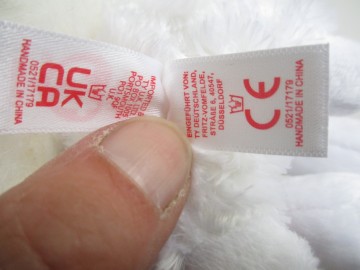 UK
CA
0521/17179
HANDMADE IN CHINA
EINGEFÜHRT VON:
TY DEUTSCHLAND,
FRITZ-VOMFELDE,
STRAßE 6, 40547,
DÜSSELDORF
CE
0521/17179
HANDMADE IN CHINA